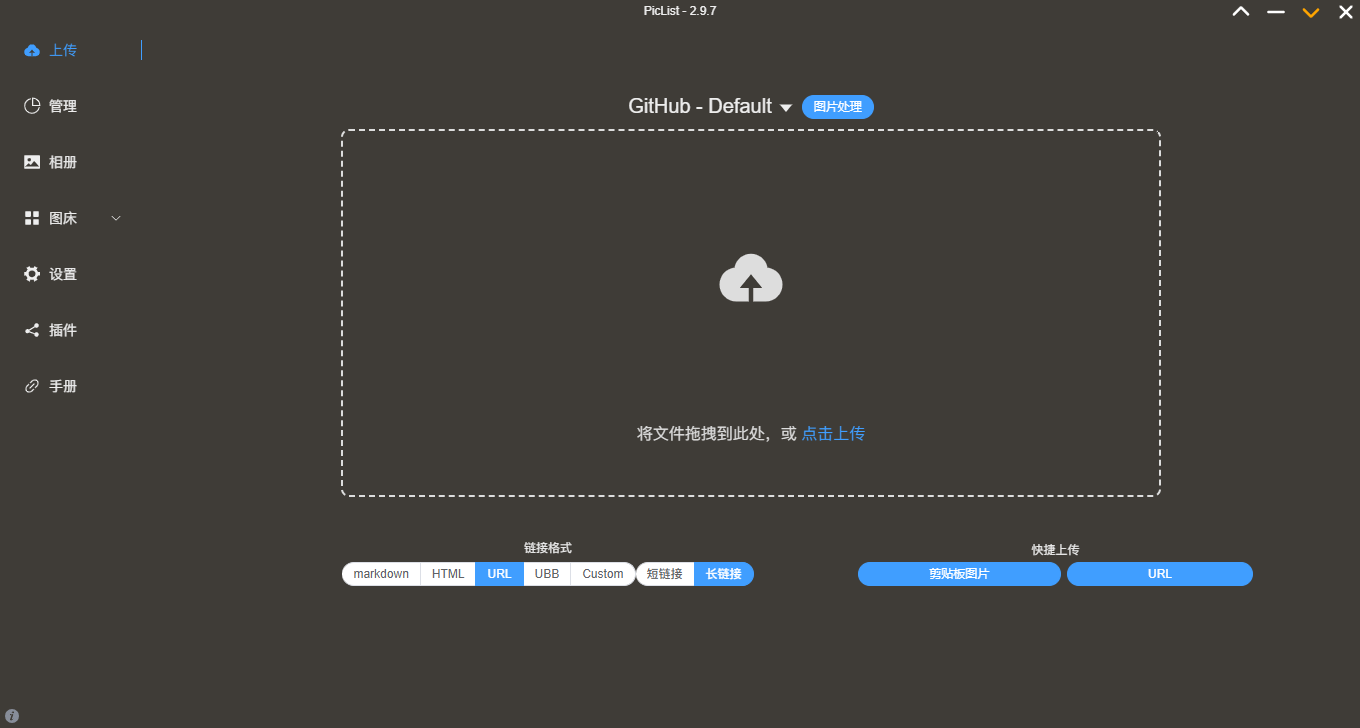 PicList - 2.9.7
上传
管理
相册
图床
设置
插件
手册
GitHub - Default
图片处理
将文件拖拽到此处，或 点击上传
链接格式
markdown HTML URL UBB Custom 短链接 长链接
快捷上传
剪贴板图片 URL